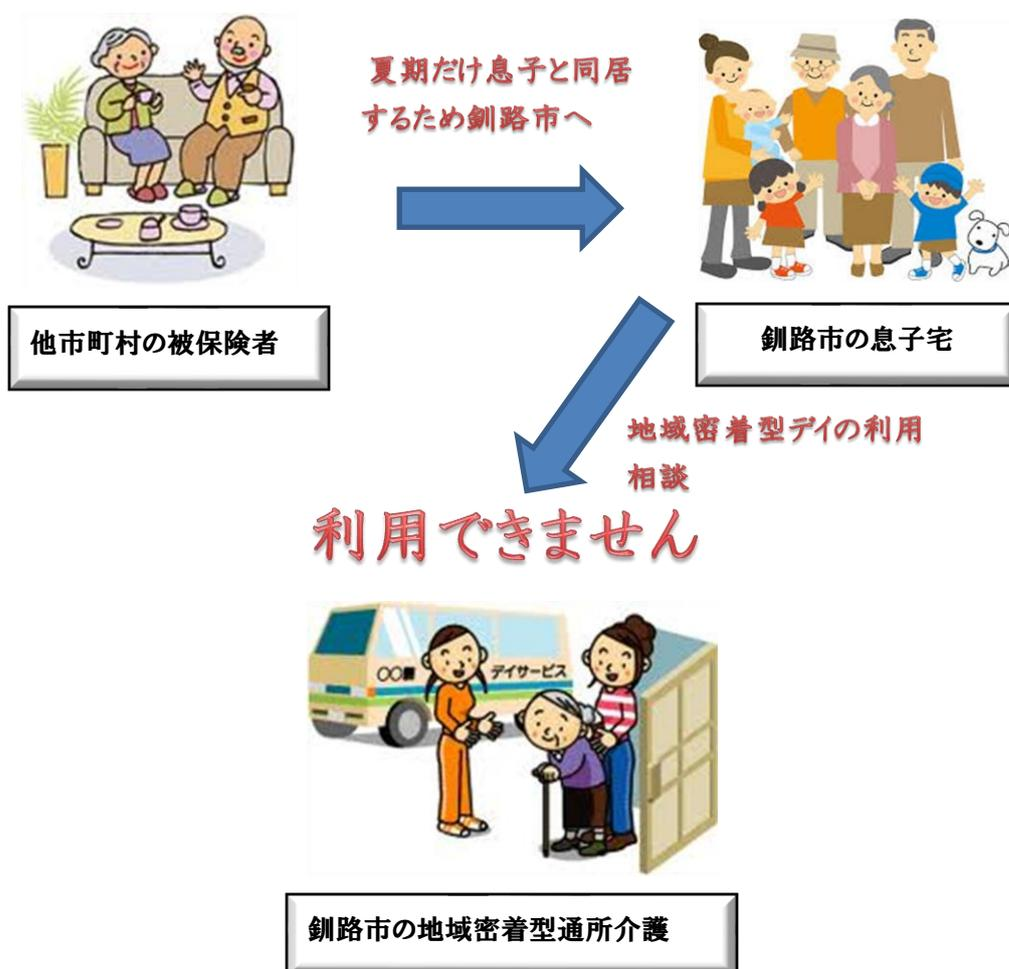 夏期だけ息子と同居
するため釧路市へ
他市町村の被保険者
釧路市の息子宅
地域密着型デイの利用
相談
利用できません
〇〇■ デイサービス
釧路市の地域密着型通所介護